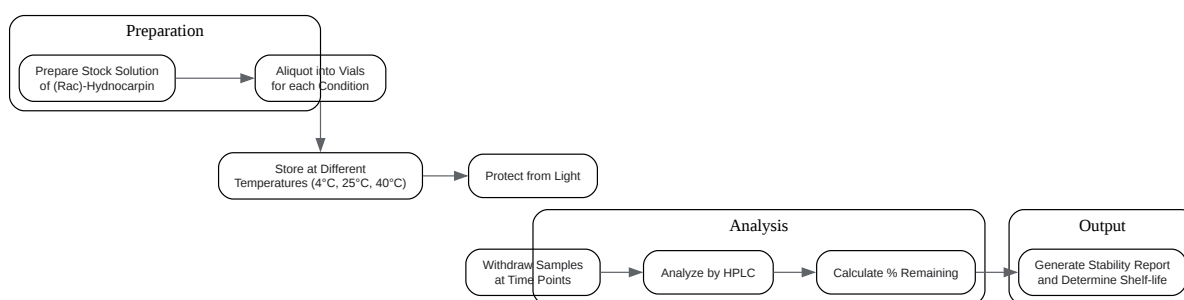 Preparation
Prepare Stock Solution
of (Rac)-Hydnocarpin
Aliquot into Vials
for each Condition
Store at Different
Temperatures (4°C, 25°C, 40°C)
Protect from Light
Analysis
Withdraw Samples
at Time Points
Analyze by HPLC
Calculate % Remaining
Output
Generate Stability Report
and Determine Shelf-life